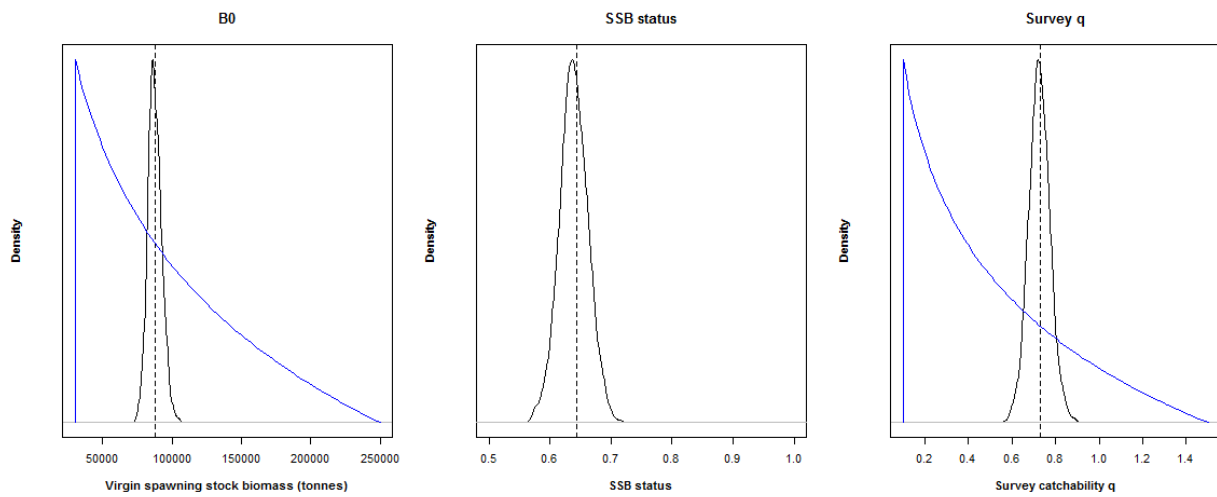 B0
Density
50000 100000 150000 200000 250000
Virgin spawning stock biomass (tonnes)
SSB status
Density
0.5 0.6 0.7 0.8 0.9 1.0
SSB status
Survey q
Density
0.2 0.4 0.6 0.8 1.0 1.2 1.4
Survey catchability q